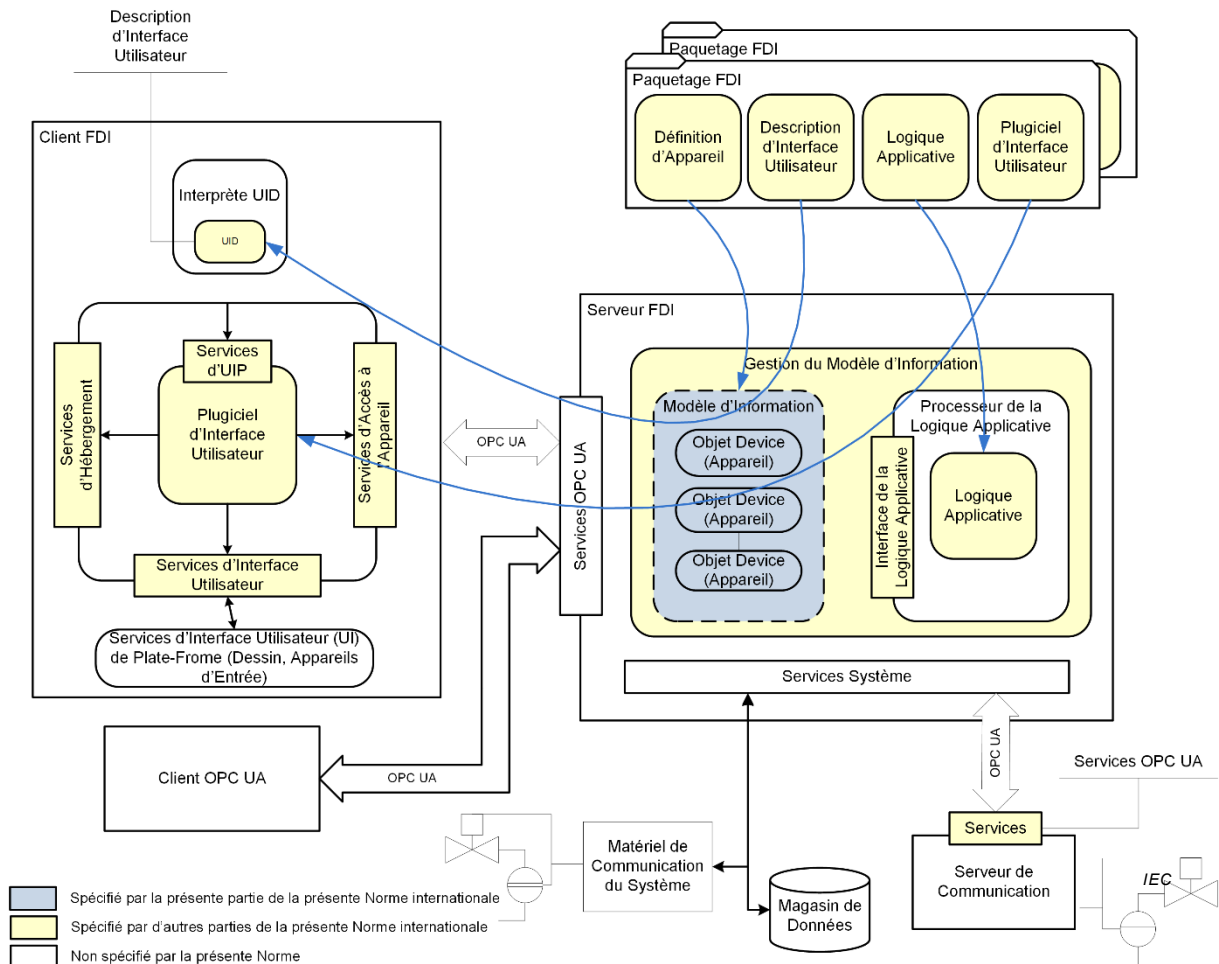 Description
d'Interface
Utilisateur
Paquetage FDI
Paquetage FDI
Définition
d'Appareil
Description
d'Interface
Utilisateur
Logique
Applicative
Plugiciel
d'Interface
Utilisateur
Client FDI
Interprète UID
UID
Services
d'UIP
Plugiciel
d'Interface
Utilisateur
Services
d'Hébergement
Services d'Accès à
l'Appareil
Services d'Interface
Utilisateur
Services d'Interface Utilisateur (UI)
de Plate-Frome (Dessin, Appareils
d'Entrée)
OPC UA
Serveur FDI
Services OPC UA
Gestion du Modèle d'Information
Modèle d'Information
Objet Device
(Appareil)
Objet Device
(Appareil)
Objet Device
(Appareil)
Processeur de la
Logique Applicative
Interface de la
Logique Applicative
Logique
Applicative
Services Système
Client OPC UA
OPC UA
OPC UA
Services OPC UA
Services
Serveur de
Communication
IEC
Matériel de
Communication
du Système
Magasin de
Données
Spécifié par la présente partie de la présente Norme internationale
Spécifié par d'autres parties de la présente Norme internationale
Non spécifié par la présente Norme